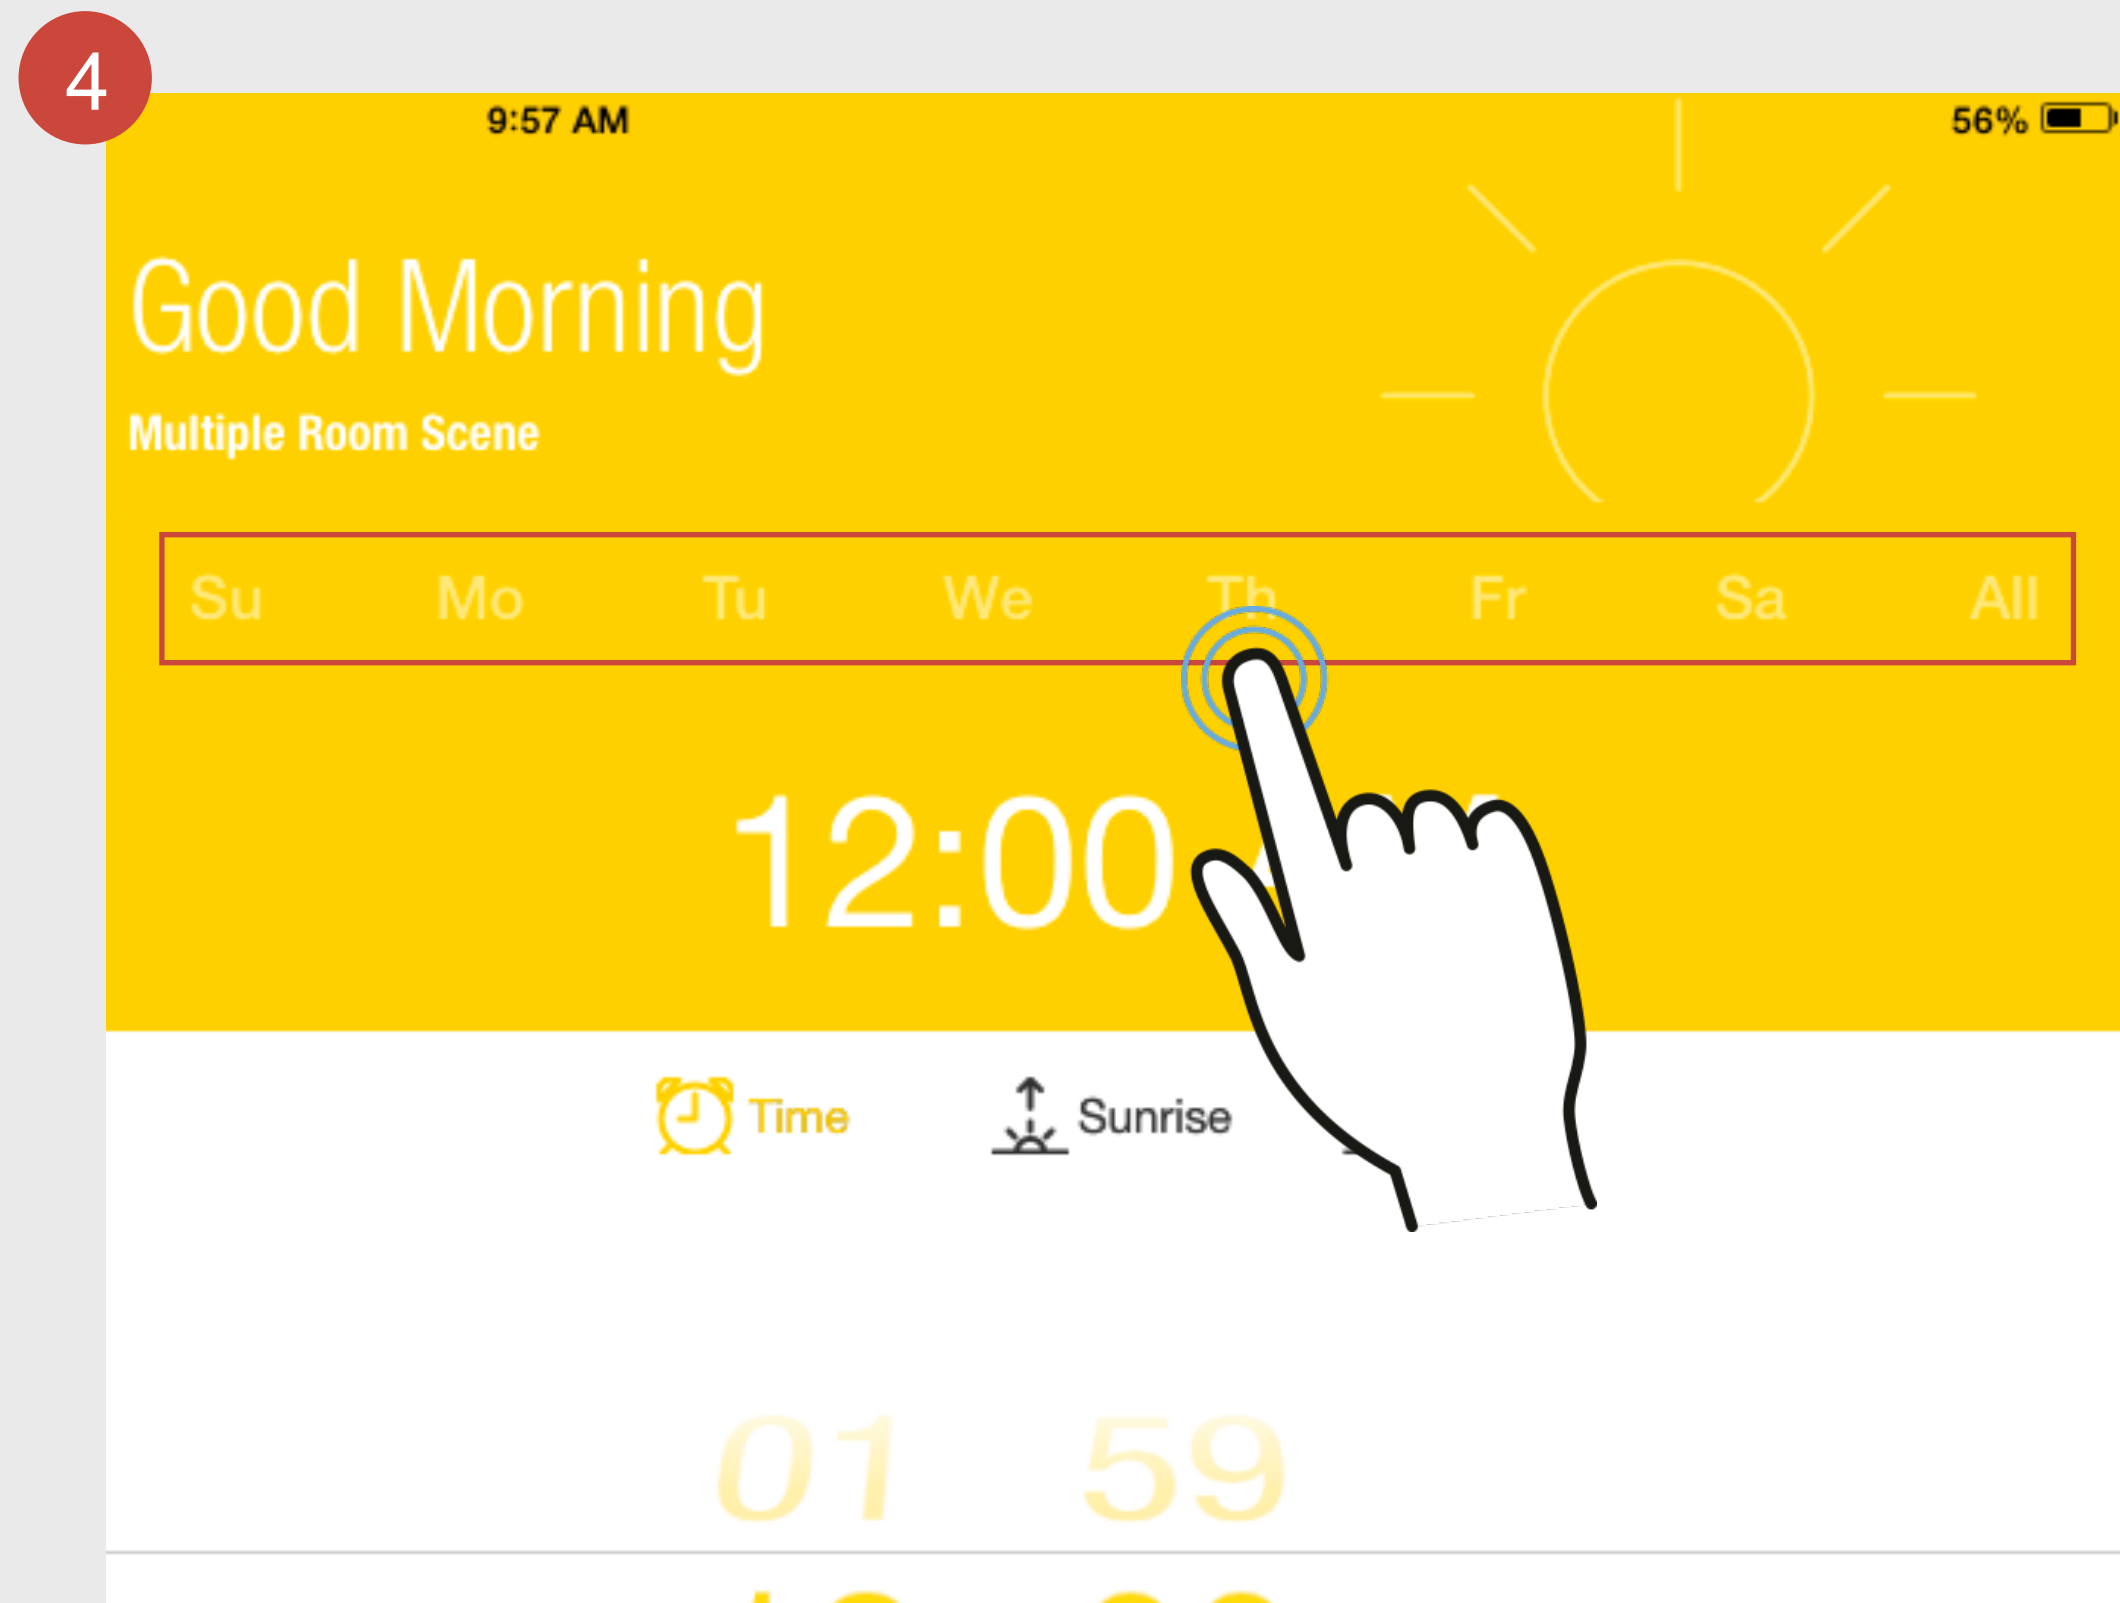 4
9:57 AM
56%
Good Morning
Multiple Room Scene
Su Mo Tu We Th Fr Sa All
12:00
Time Sunrise
01 59